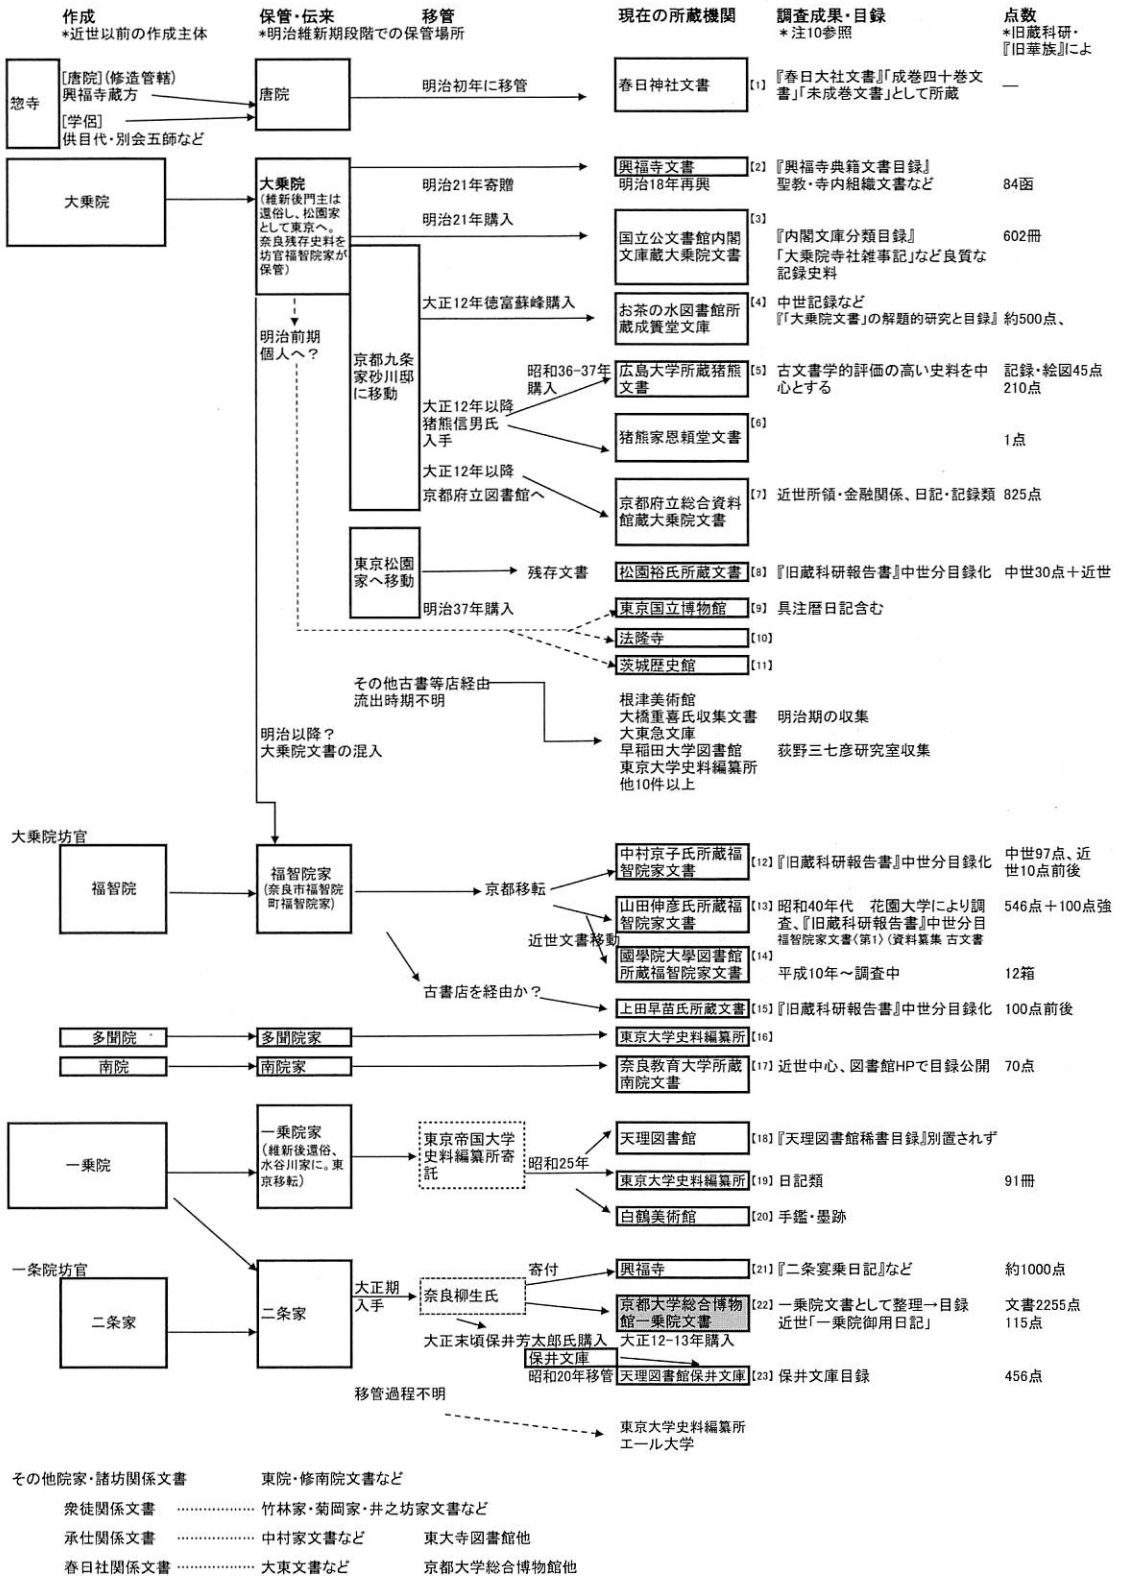 作成
*近世以前の作成主体
保管・伝来
*明治維新期段階での保管場所
移管
現在の所蔵機関
調査成果・目録
*注10参照
点数
*旧蔵科研・
『旧華族』によ
惣寺
[唐院](修造管轄)
興福寺蔵方
[学侶]
供目代・別会五師など
唐院
明治初年に移管
春日神社文書
[1]
『春日大社文書』「成巻四十巻文
書」「未成巻文書」として所蔵
―
大乗院
大乗院
(維新後門主は
還俗し、松園家
として東京へ。
奈良残存史料を
坊官福智院家が
保管)
明治21年寄贈
興福寺文書
明治18年再興
[2]
『興福寺典籍文書目録』
聖教・寺内組織文書など
84函
明治21年購入
国立公文書館内閣
文庫蔵大乗院文書
[3]
『内閣文庫分類目録』
「大乗院寺社雑事記」など良質な
記録史料
602冊
京都九条
家砂川邸
に移動
大正12年徳富蘇峰購入
お茶の水図書館所
蔵成簣堂文庫
[4]
中世記録など
『「大乗院文書」の解題的研究と目録』
約500点、
明治前期
個人へ?
昭和36-37年
購入
広島大学所蔵猪熊
文書
[5]
古文書学的評価の高い史料を中
心とする
記録・絵図45点
210点
大正12年以降
猪熊信男氏
入手
猪熊家恩頼堂文書
[6]
1点
大正12年以降
京都府立図書館へ
京都府立総合資料
館蔵大乗院文書
[7]
近世所領・金融関係、日記・記録類
825点
東京松園
家へ移動
残存文書
松園裕氏所蔵文書
[8]
『旧蔵科研報告書』中世分目録化
中世30点+近世
明治37年購入
東京国立博物館
[9]
具注暦日記含む
法隆寺
[10]
茨城歴史館
[11]
その他古書等店経由
流出時期不明
根津美術館
大橋重喜氏収集文書
明治期の収集
大東急文庫
早稲田大学図書館
荻野三七彦研究室収集
東京大学史料編纂所
他10件以上
明治以降?
大乗院文書の混入
大乗院坊官
福智院
福智院家
(奈良市福智院
町福智院家)
京都移転
中村京子氏所蔵福
智院家文書
[12]
『旧蔵科研報告書』中世分目録化
中世97点、近
世10点前後
山田伸彦氏所蔵福
智院家文書
[13]
昭和40年代 花園大学により調
査、『旧蔵科研報告書』中世分目
福智院家文書〈第1〉(資料纂集 古文書
546点+100点強
近世文書移動
國學院大學図書館
所蔵福智院家文書
[14]
平成10年～調査中
12箱
古書店を経由か?
上田早苗氏所蔵文書
[15]
『旧蔵科研報告書』中世分目録化
100点前後
多聞院
多聞院家
東京大学史料編纂所
[16]
南院
南院家
奈良教育大学所蔵
南院文書
[17]
近世中心、図書館HPで目録公開
70点
一乗院
一乗院家
(維新後還俗、
水谷川家に。東
京移転)
東京帝国大学
史料編纂所寄
託
昭和25年
天理図書館
[18]
『天理図書館稀書目録』別置されず
東京大学史料編纂所
[19]
日記類
91冊
白鶴美術館
[20]
手鑑・墨跡
一条院坊官
二条家
二条家
大正期
入手
奈良柳生氏
寄付
興福寺
[21]
『二条宴乗日記』など
約1000点
京都大学総合博物
館一乗院文書
[22]
一乗院文書として整理→目録
近世「一乗院御用日記」
文書2255点
115点
大正末頃保井芳太郎氏購入
大正12-13年購入
保井文庫
昭和20年移管
天理図書館保井文庫
[23]
保井文庫目録
456点
移管過程不明
東京大学史料編纂所
エール大学
その他院家・諸坊関係文書
東院・修南院文書など
衆徒関係文書 ……………… 竹林家・菊岡家・井之坊家文書など
承仕関係文書 ……………… 中村家文書など 東大寺図書館他
春日社関係文書 ……………… 大東文書など 京都大学総合博物館他